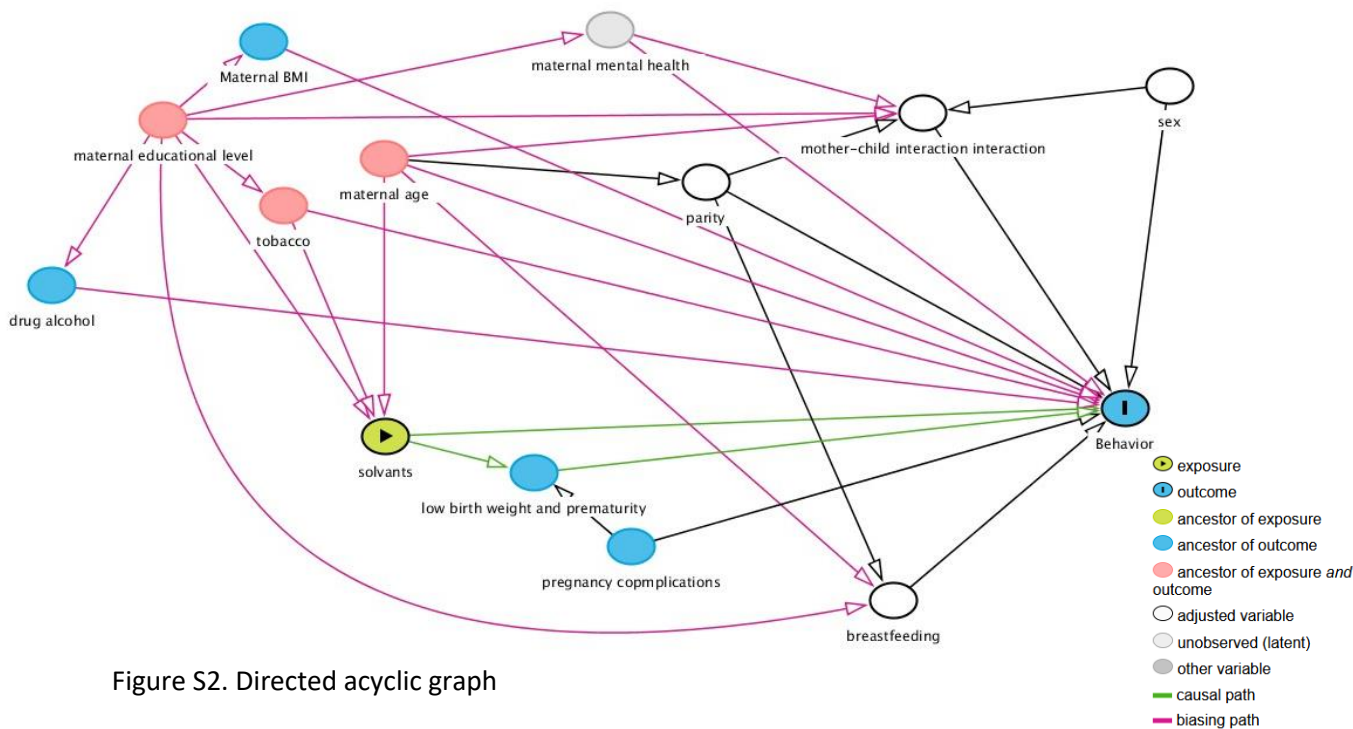 Maternal BMI
maternal mental health
sex
maternal educational level
mother-child interaction interaction
maternal age
parity
tobacco
drug alcohol
Behavior
solvants
low birth weight and prematurity
pregnancy copmplications
breastfeeding
exposure
outcome
ancestor of exposure
ancestor of outcome
ancestor of exposure and
outcome
adjusted variable
unobserved (latent)
other variable
causal path
biasing path
Figure S2. Directed acyclic graph